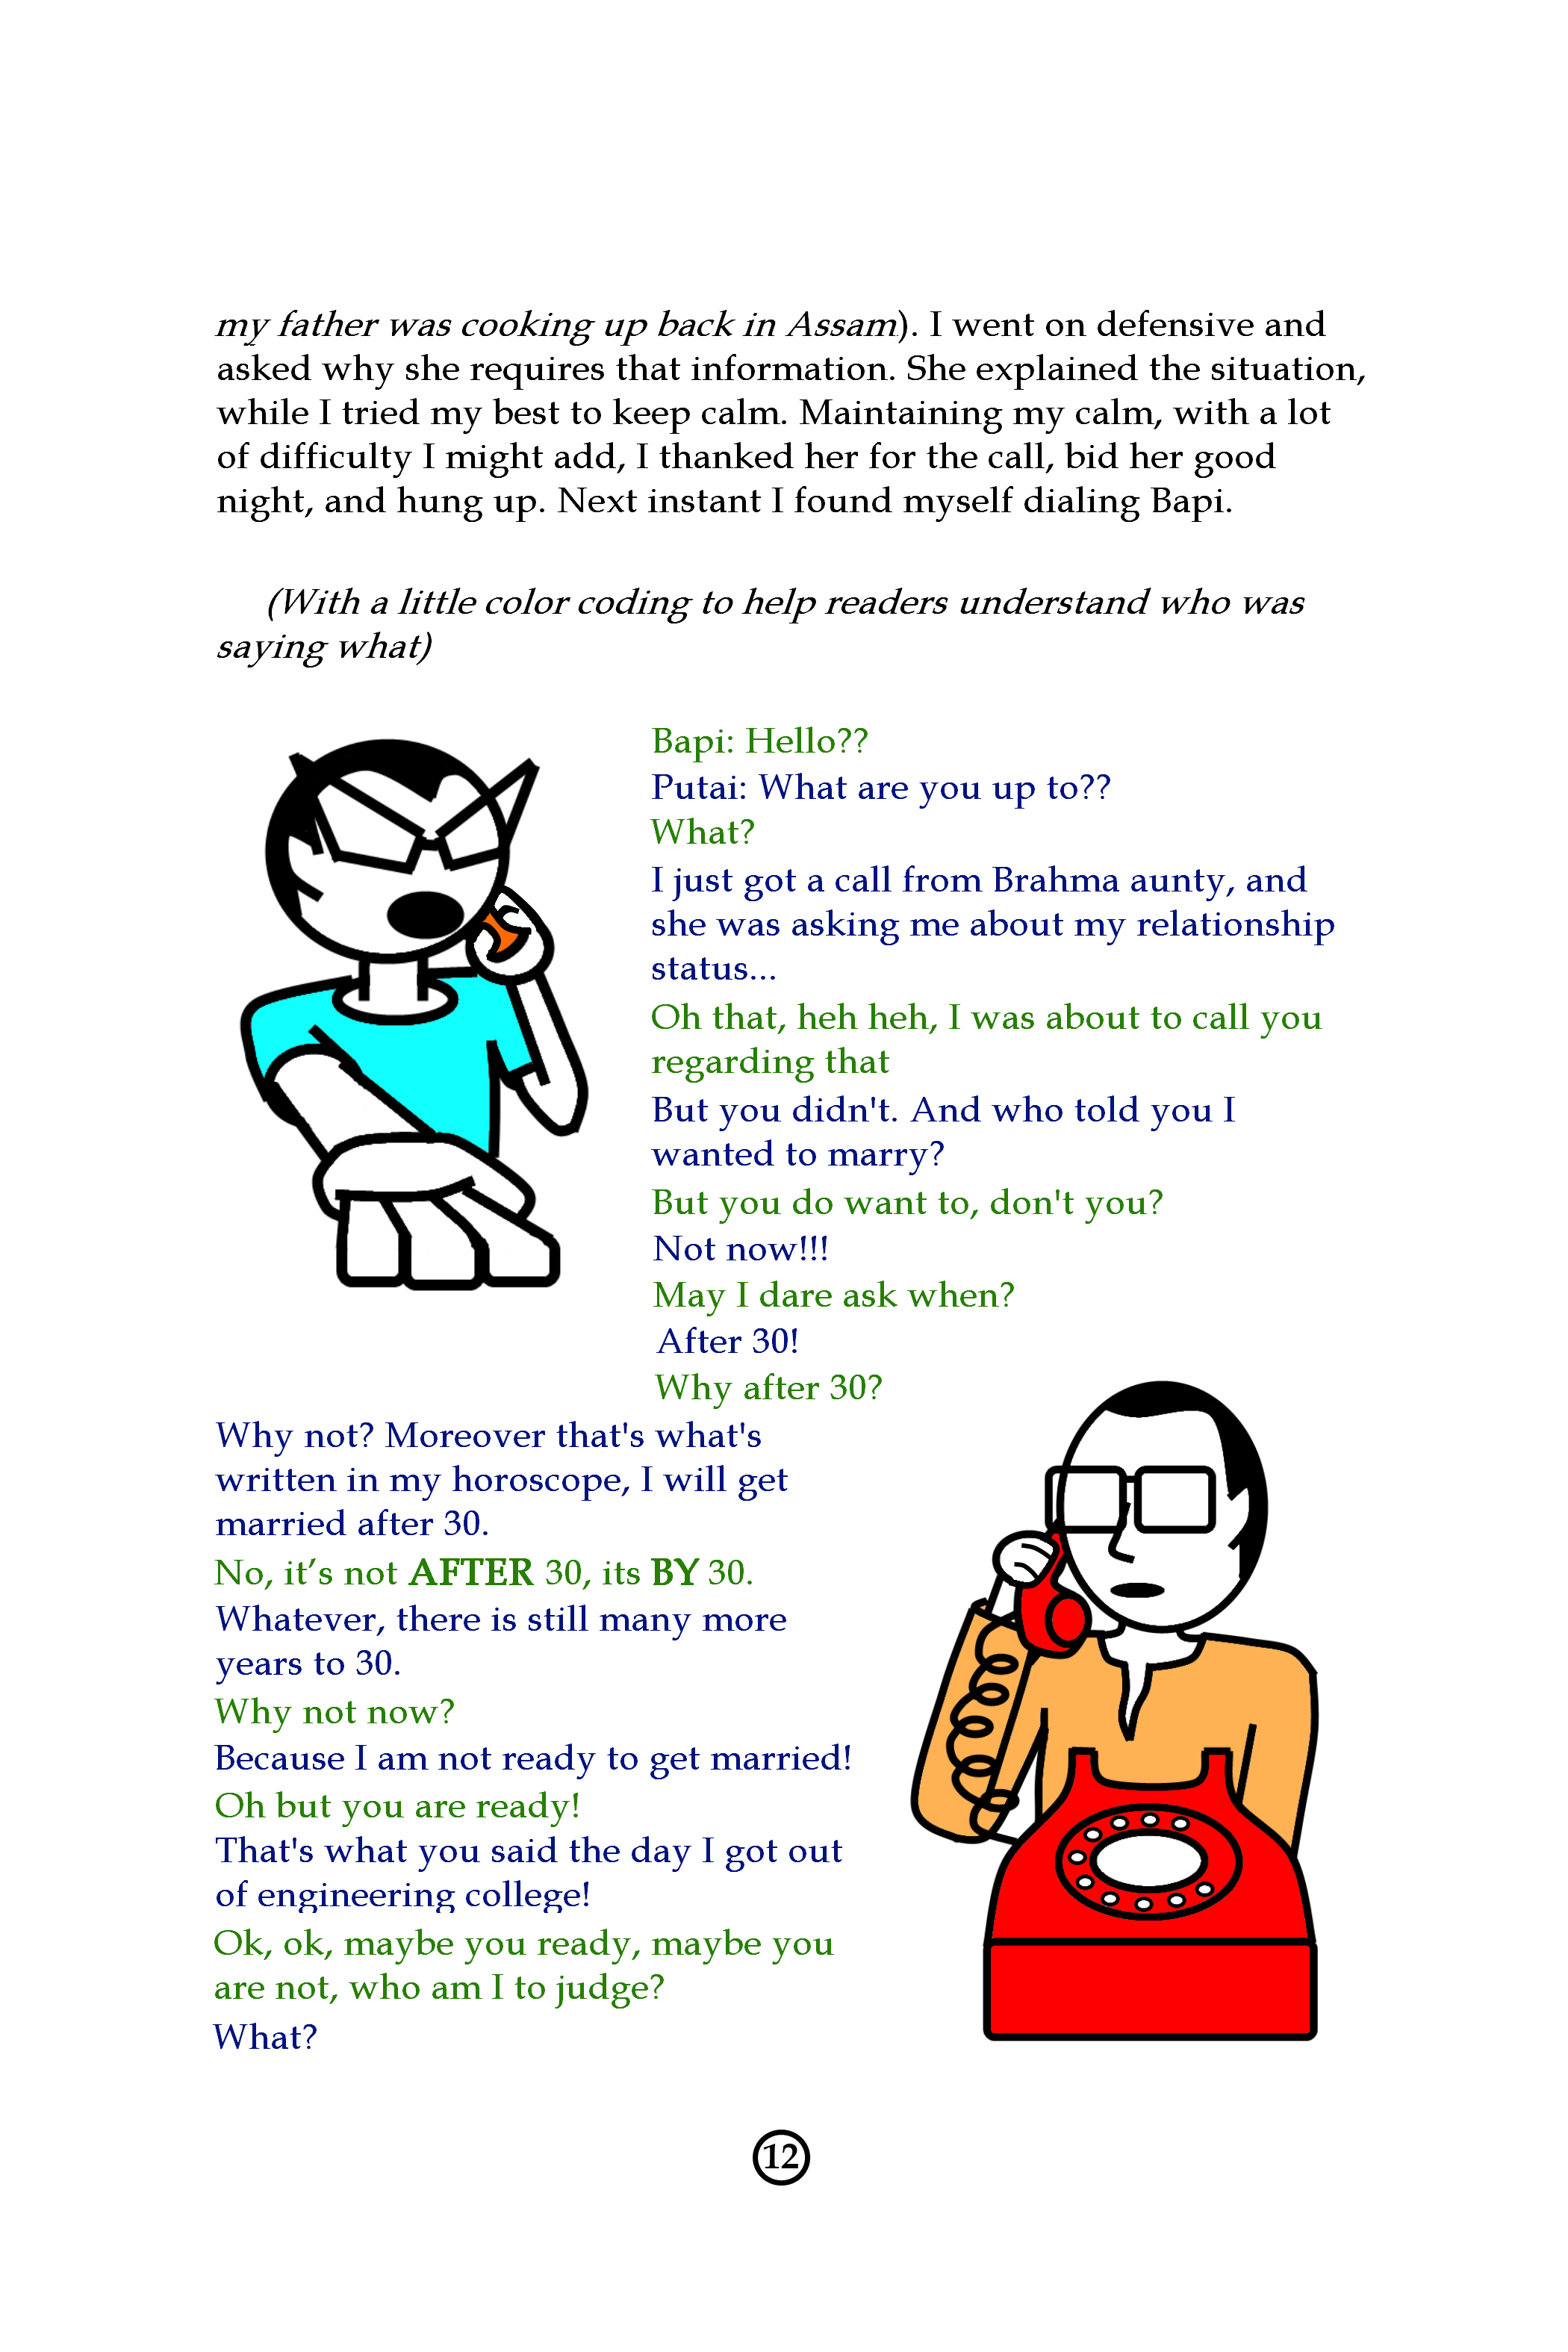 my father was cooking up back in Assam). I went on defensive and
asked why she requires that information. She explained the situation,
while I tried my best to keep calm. Maintaining my calm, with a lot
of difficulty I might add, I thanked her for the call, bid her good
night, and hung up. Next instant I found myself dialing Bapi.
(With a little color coding to help readers understand who was
saying what)
Bapi: Hello??
Putai: What are you up to??
What?
I just got a call from Brahma aunty, and
she was asking me about my relationship
status...
Oh that, heh heh, I was about to call you
regarding that
But you didn't. And who told you I
wanted to marry?
But you do want to, don't you?
Not now!!!
May I dare ask when?
After 30!
Why after 30?
Why not? Moreover that's what's
written in my horoscope, I will get
married after 30.
No, it’s not AFTER 30, its BY 30.
Whatever, there is still many more
years to 30.
Why not now?
Because I am not ready to get married!
Oh but you are ready!
That's what you said the day I got out
of engineering college!
Ok, ok, maybe you ready, maybe you
are not, who am I to judge?
What?
12